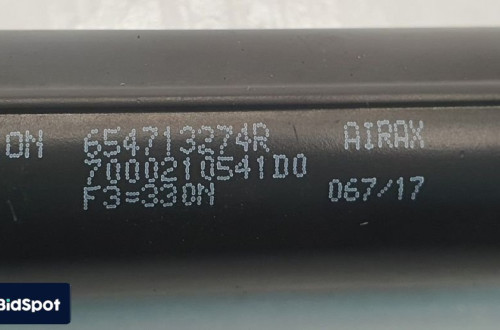 ON 654713274R AIRAX
7000210541D0
F3=330N 067/17
BidSpot